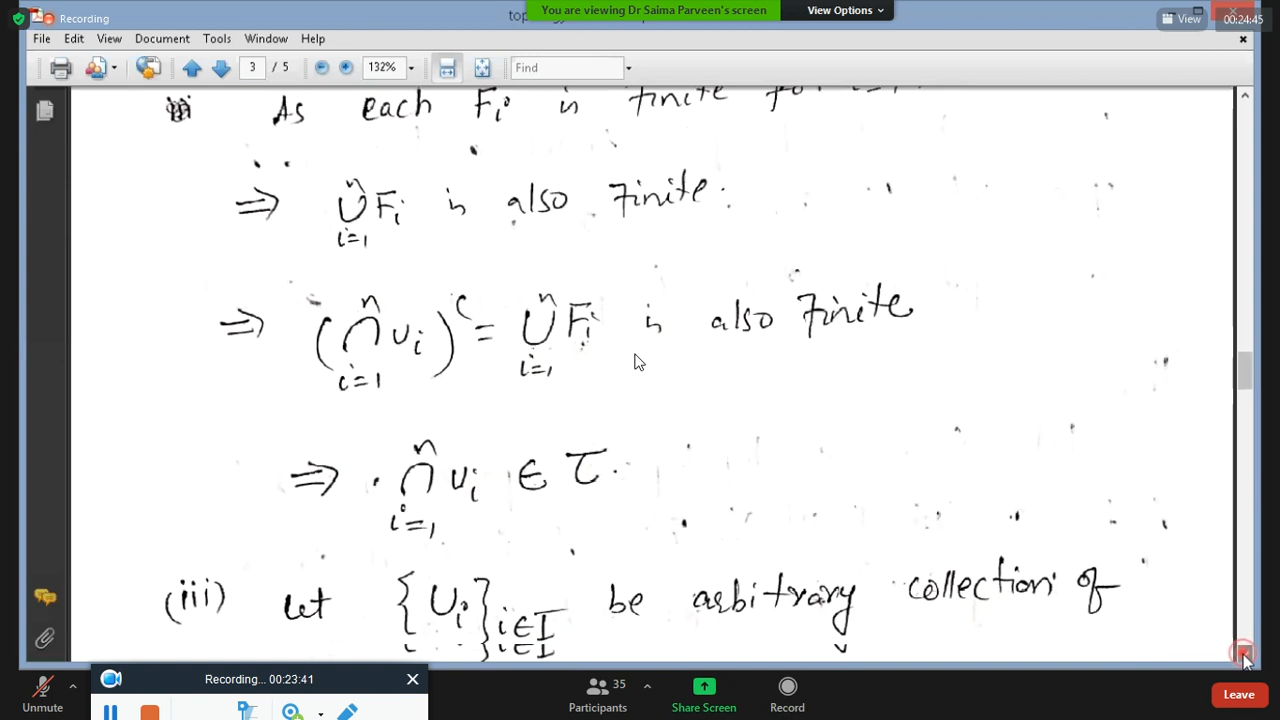 Recording
You are viewing Dr Saima Parveen's screen
View Options
View
00:24:45
File Edit View Document Tools Window Help
3 / 5
132%
Find
As each Fi is finite for
⇒ ⋃ⁿᵢ₌₁ Fi is also Finite.
⇒ (⋂ⁿᵢ₌₁ Ui)ᶜ = ⋃ⁿᵢ₌₁ Fi is also Finite
⇒ . ⋂ⁿᵢ₌₁ Ui ∈ τ.
(iii) Let {Ui}i∈I be arbitrary collection of
Recording... 00:23:41
Unmute
35
Participants
Share Screen
Record
Leave